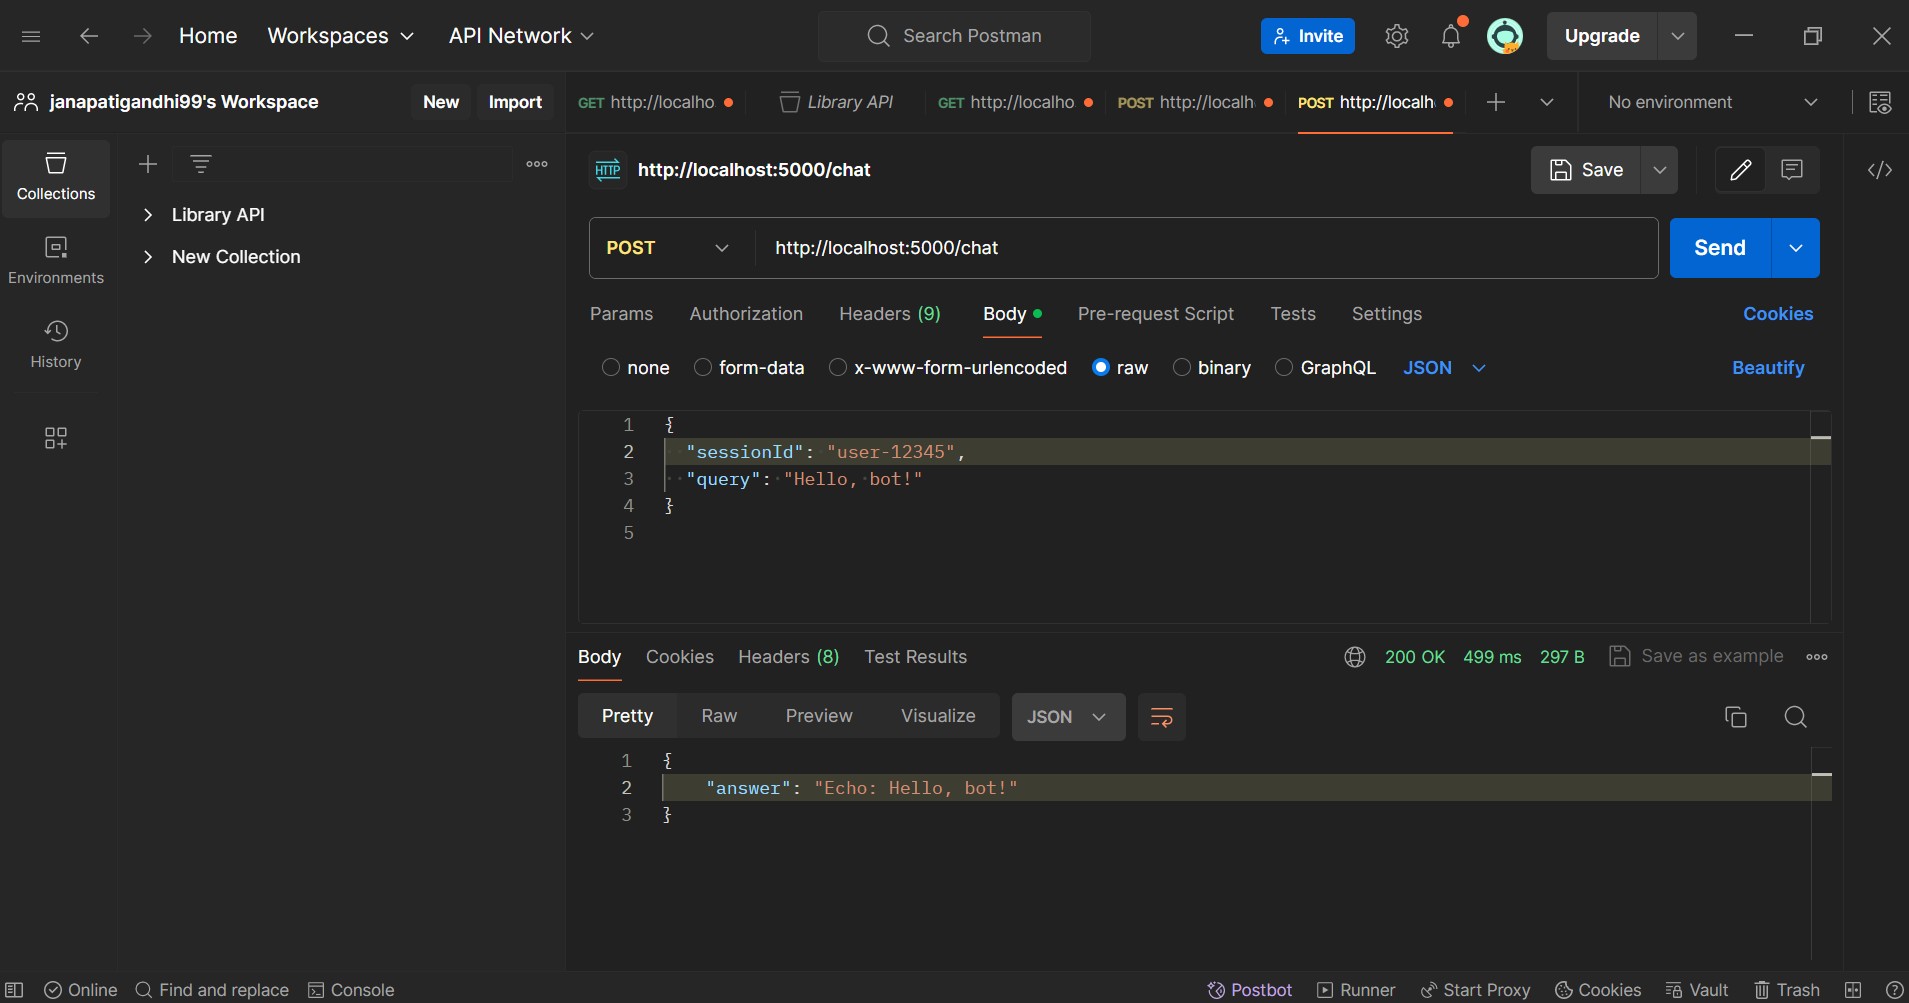 Home Workspaces API Network Search Postman Invite Upgrade
janapatigandhi99's Workspace New Import GET http://localho Library API GET http://localho POST http://localh POST http://localh No environment
Collections
Environments
History
Library API
New Collection
HTTP http://localhost:5000/chat Save
POST http://localhost:5000/chat Send
Params Authorization Headers (9) Body Pre-request Script Tests Settings Cookies
none form-data x-www-form-urlencoded raw binary GraphQL JSON Beautify
1 {
2 "sessionId": "user-12345",
3 "query": "Hello, bot!"
4 }
5
Body Cookies Headers (8) Test Results 200 OK 499 ms 297 B Save as example
Pretty Raw Preview Visualize JSON
1 {
2 "answer": "Echo: Hello, bot!"
3 }
Online Find and replace Console Postbot Runner Start Proxy Cookies Vault Trash